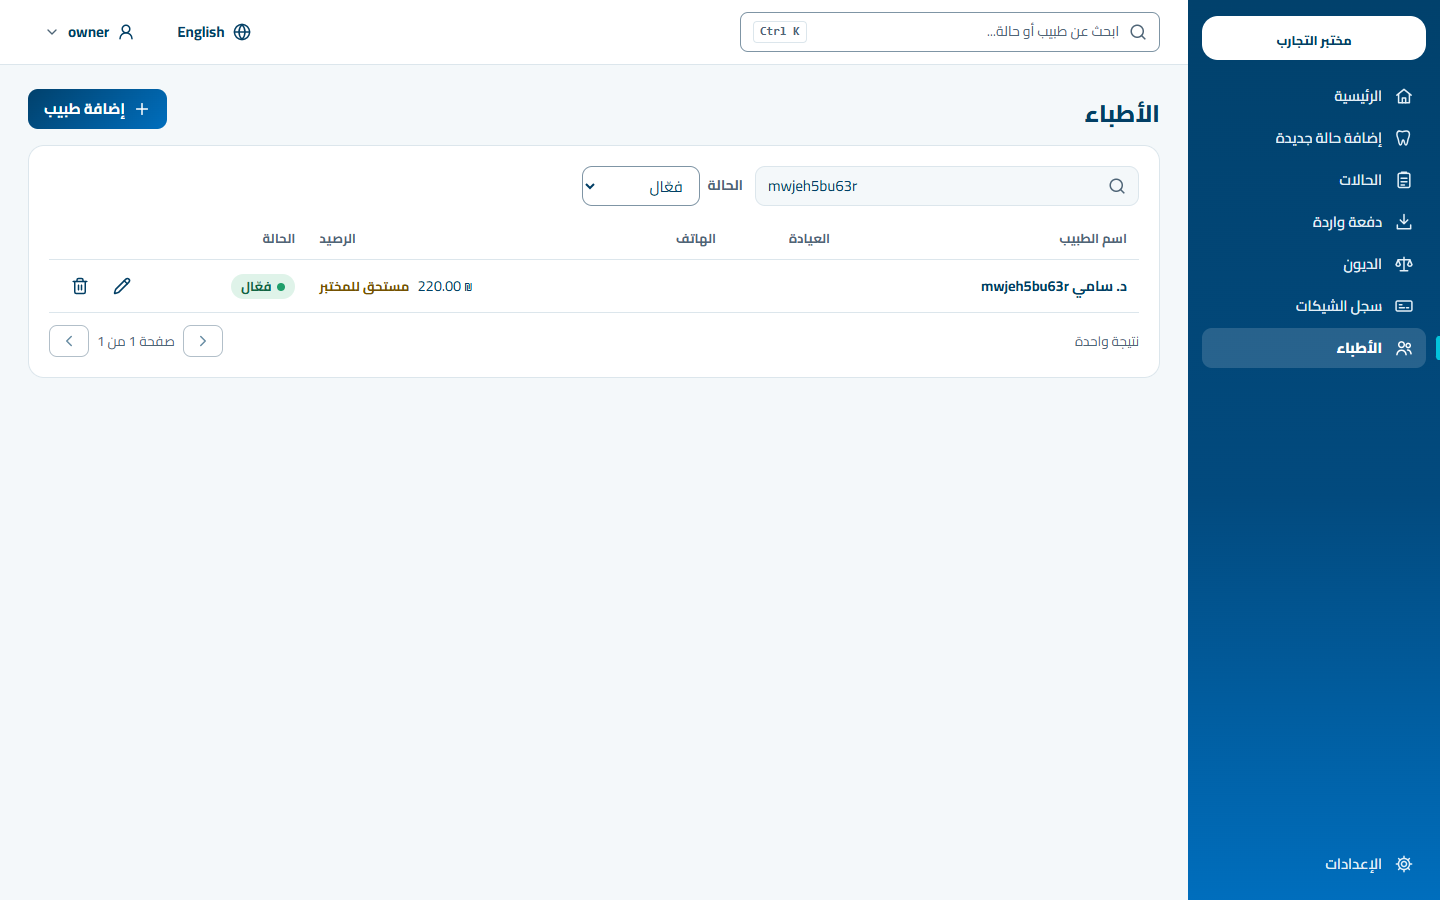 مختبر التجارب
الرئيسية
إضافة حالة جديدة
الحالات
دفعة واردة
الديون
سجل الشيكات
الأطباء
الإعدادات
ابحث عن طبيب أو حالة...
Ctrl K
English
owner
الأطباء
إضافة طبيب
mwjeh5bu63r
الحالة
فعّال
اسم الطبيب العيادة الهاتف الرصيد الحالة
د. سامي mwjeh5bu63r ₪ 220.00 مستحق للمختبر فعّال
نتيجة واحدة
صفحة 1 من 1